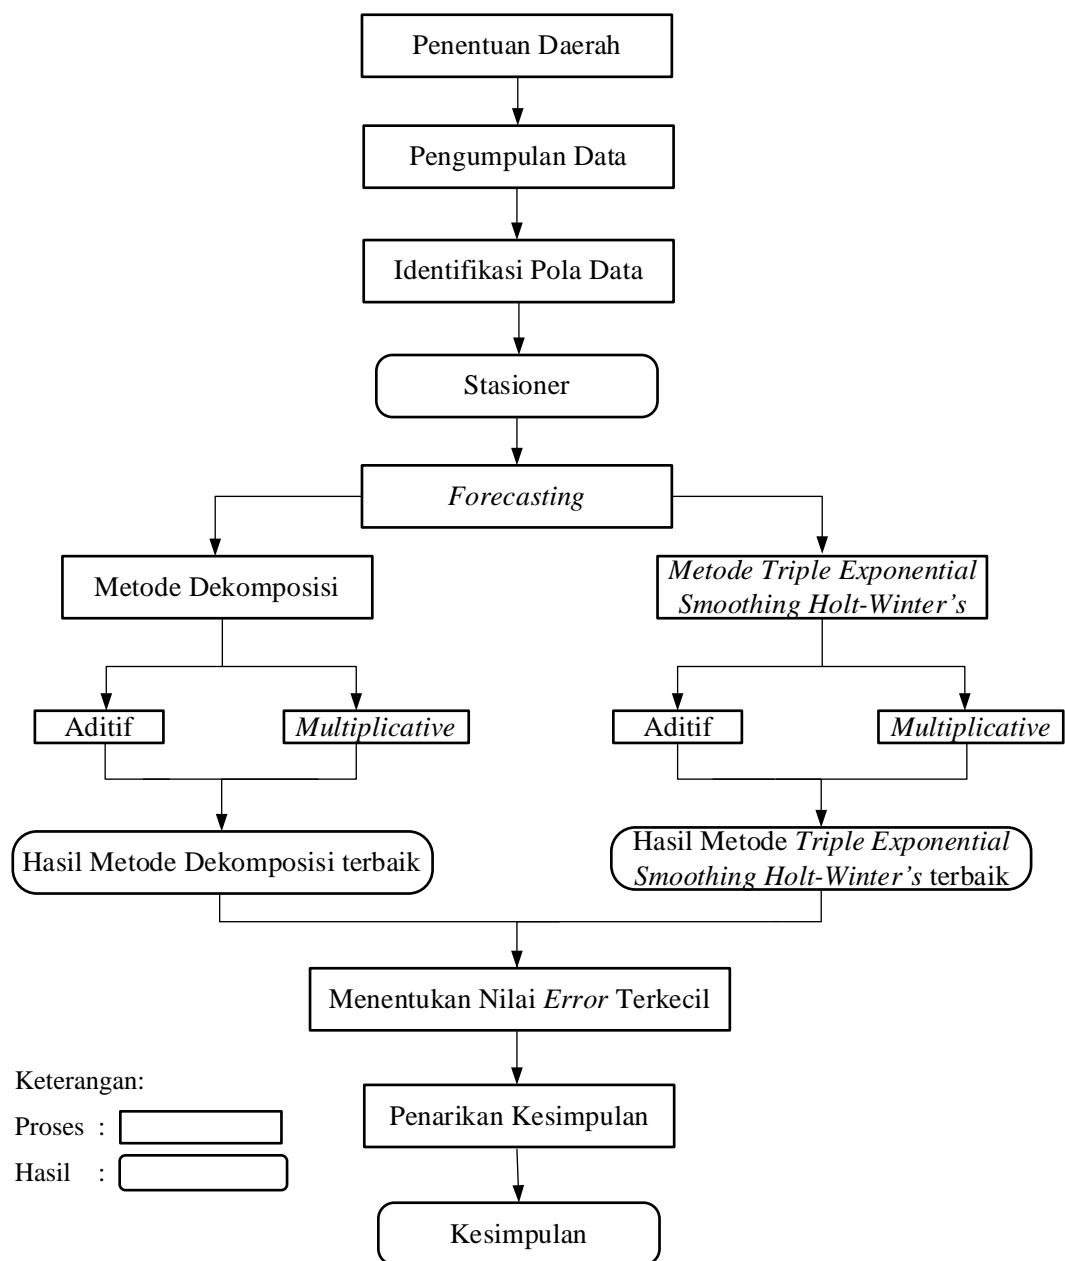 Penentuan Daerah
Pengumpulan Data
Identifikasi Pola Data
Stasioner
Forecasting
Metode Dekomposisi
Metode Triple Exponential
Smoothing Holt-Winter’s
Aditif
Multiplicative
Aditif
Multiplicative
Hasil Metode Dekomposisi terbaik
Hasil Metode Triple Exponential
Smoothing Holt-Winter’s terbaik
Menentukan Nilai Error Terkecil
Penarikan Kesimpulan
Kesimpulan
Keterangan:
Proses :
Hasil :